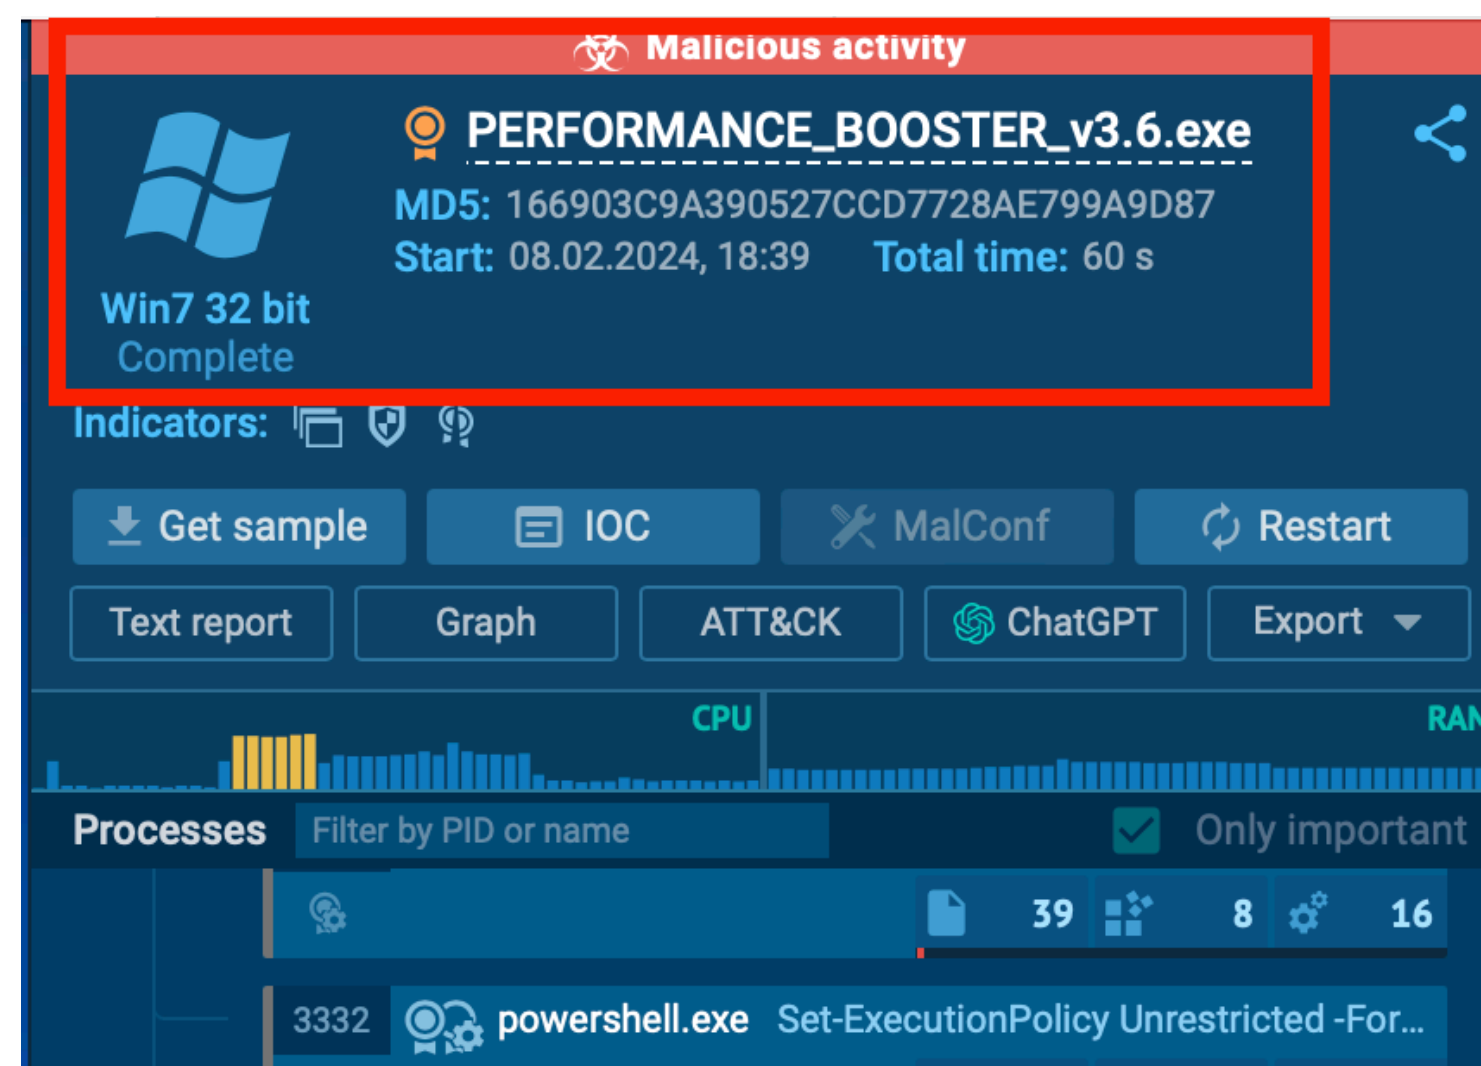 Malicious activity
PERFORMANCE_BOOSTER_v3.6.exe
MD5: 166903C9A390527CCD7728AE799A9D87
Start: 08.02.2024, 18:39 Total time: 60 s
Win7 32 bit
Complete
Indicators:
Get sample IOC MalConf Restart
Text report Graph ATT&CK ChatGPT Export
CPU RAM
Processes Filter by PID or name Only important
39 8 16
3332 powershell.exe Set-ExecutionPolicy Unrestricted -For...